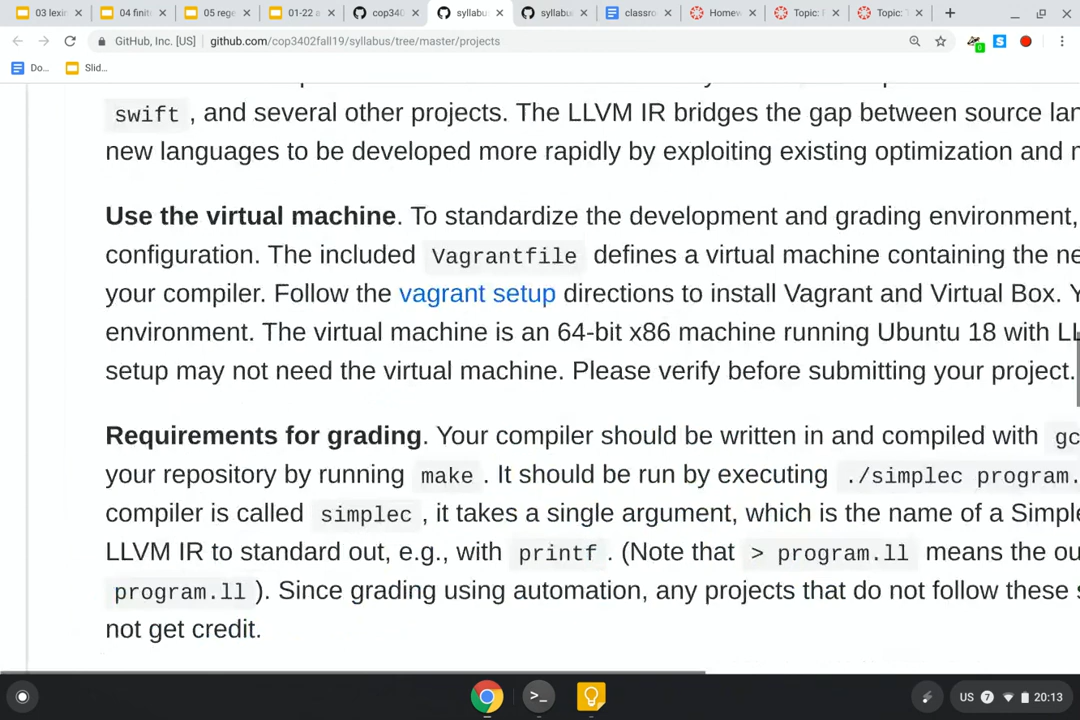 03 lexin
04 finit
05 rege
01-22 a
cop340
syllabu
syllabu
classro
Homew
Topic: F
Topic: 
GitHub, Inc. [US] github.com/cop3402fall19/syllabus/tree/master/projects
0
S
Do... Slid...
swift , and several other projects. The LLVM IR bridges the gap between source lan
new languages to be developed more rapidly by exploiting existing optimization and
Use the virtual machine. To standardize the development and grading environment,
configuration. The included Vagrantfile defines a virtual machine containing the ne
your compiler. Follow the vagrant setup directions to install Vagrant and Virtual Box. Y
environment. The virtual machine is an 64-bit x86 machine running Ubuntu 18 with LL
setup may not need the virtual machine. Please verify before submitting your project.
Requirements for grading. Your compiler should be written in and compiled with gc
your repository by running make . It should be run by executing ./simplec program.
compiler is called simplec , it takes a single argument, which is the name of a Simple
LLVM IR to standard out, e.g., with printf . (Note that > program.ll means the ou
program.ll ). Since grading using automation, any projects that do not follow these s
not get credit.
>_
US 7 20:13